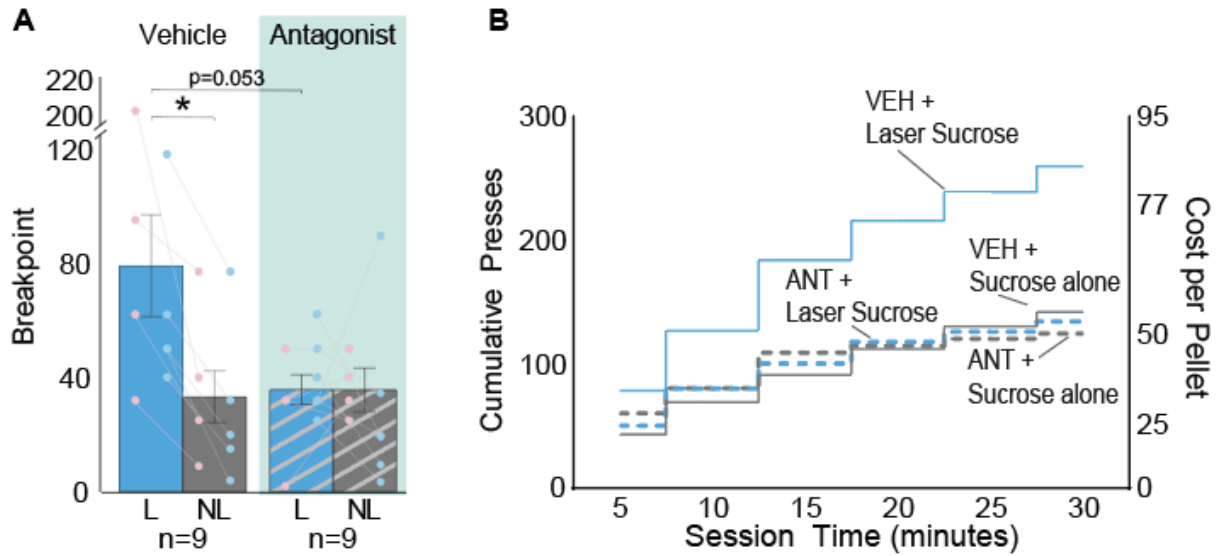 A
Vehicle
Antagonist
p=0.053
*
Breakpoint
220
200
120
80
40
0
L
NL
L
NL
n=9
n=9
B
Cumulative Presses
300
200
100
0
VEH +
Laser Sucrose
ANT +
Laser Sucrose
VEH +
Sucrose alone
ANT +
Sucrose alone
95
77
50
25
0
Cost per Pellet
5
10
15
20
25
30
Session Time (minutes)